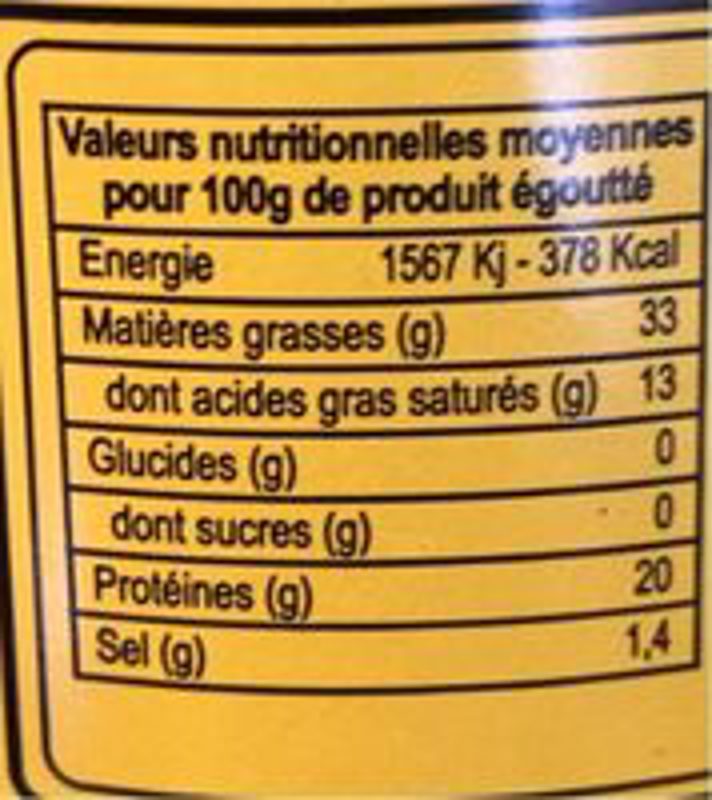 Valeurs nutritionnelles moyennes
pour 100g de produit égoutté
Energie 1567 Kj - 378 Kcal
Matières grasses (g) 33
dont acides gras saturés (g) 13
Glucides (g) 0
dont sucres (g) 0
Protéines (g) 20
Sel (g) 1,4